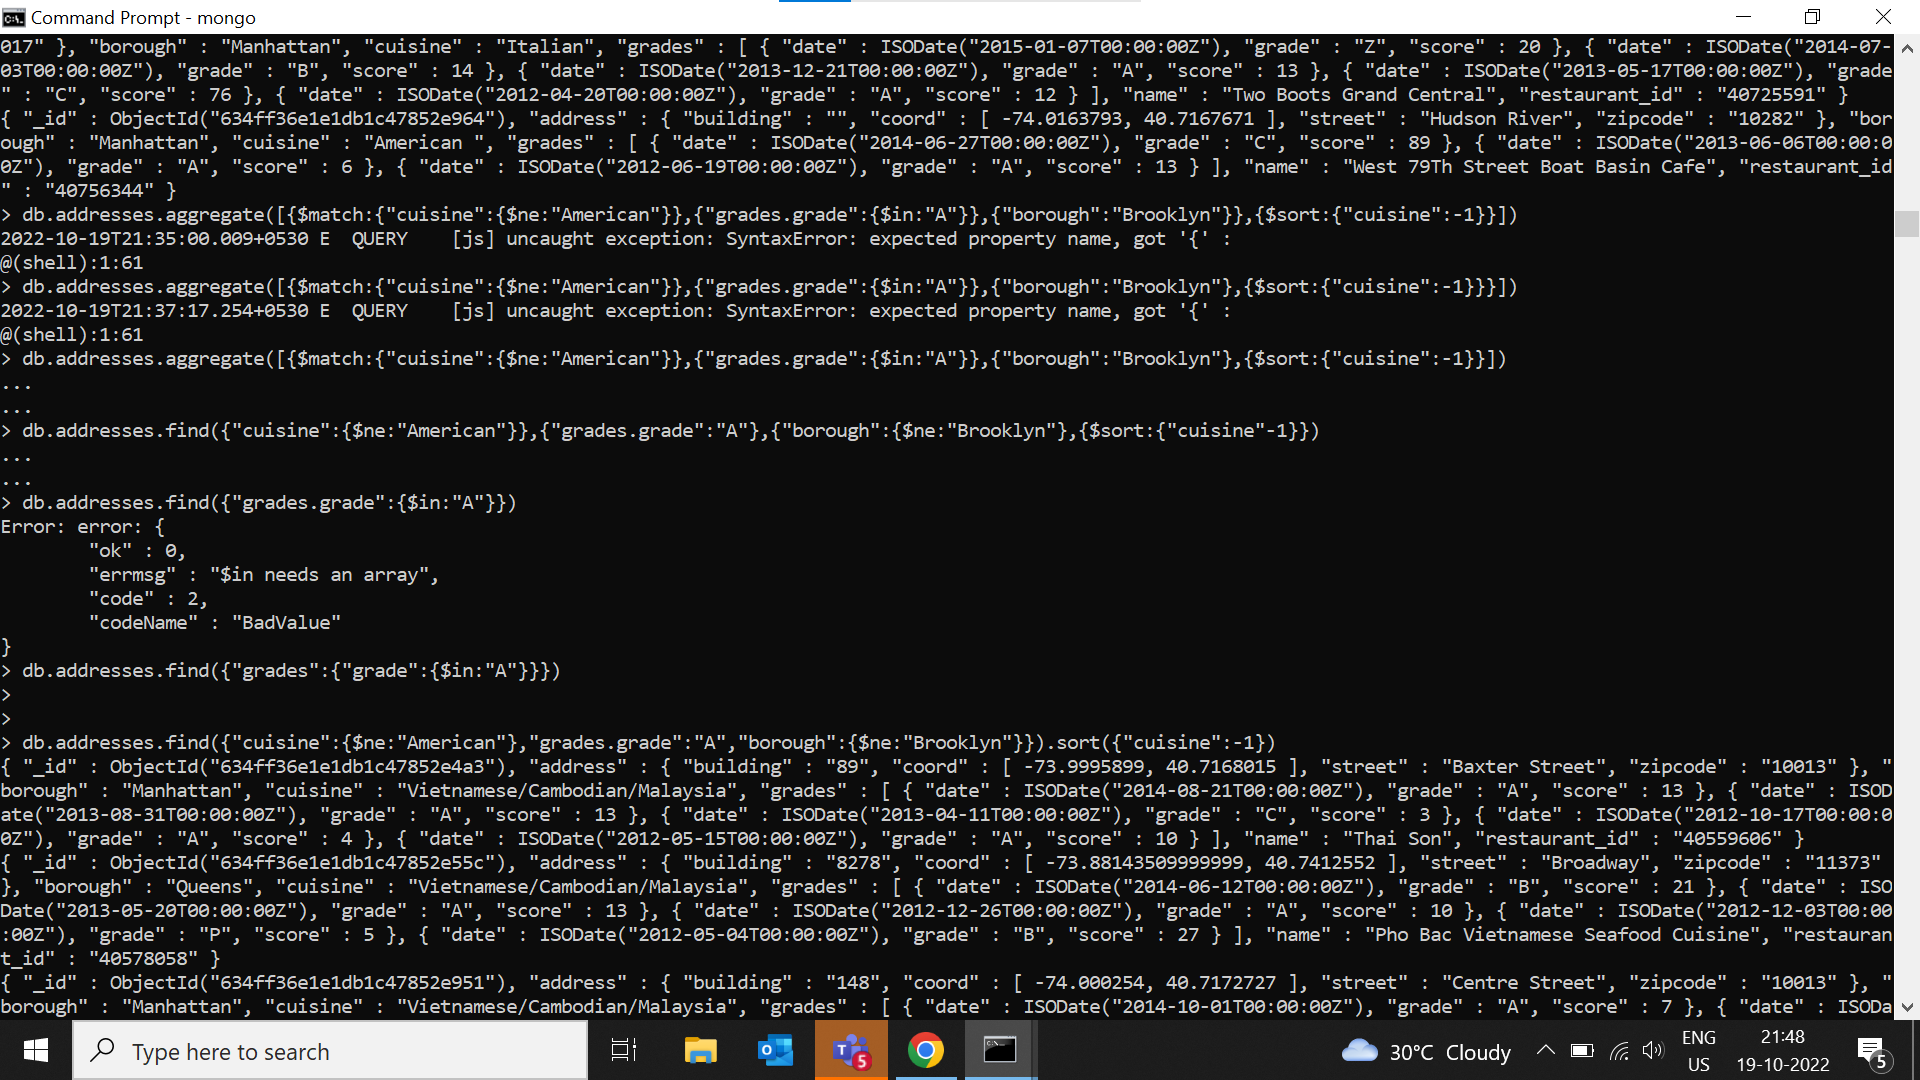 Command Prompt - mongo
017" }, "borough" : "Manhattan", "cuisine" : "Italian", "grades" : [ { "date" : ISODate("2015-01-07T00:00:00Z"), "grade" : "Z", "score" : 20 }, { "date" : ISODate("2014-07-
03T00:00:00Z"), "grade" : "B", "score" : 14 }, { "date" : ISODate("2013-12-21T00:00:00Z"), "grade" : "A", "score" : 13 }, { "date" : ISODate("2013-05-17T00:00:00Z"), "grade
" : "C", "score" : 76 }, { "date" : ISODate("2012-04-20T00:00:00Z"), "grade" : "A", "score" : 12 } ], "name" : "Two Boots Grand Central", "restaurant_id" : "40725591" }
{ "_id" : ObjectId("634ff36e1e1db1c47852e964"), "address" : { "building" : "", "coord" : [ -74.0163793, 40.7167671 ], "street" : "Hudson River", "zipcode" : "10282" }, "bor
ough" : "Manhattan", "cuisine" : "American ", "grades" : [ { "date" : ISODate("2014-06-27T00:00:00Z"), "grade" : "C", "score" : 89 }, { "date" : ISODate("2013-06-06T00:00:0
0Z"), "grade" : "A", "score" : 6 }, { "date" : ISODate("2012-06-19T00:00:00Z"), "grade" : "A", "score" : 13 } ], "name" : "West 79Th Street Boat Basin Cafe", "restaurant_id
" : "40756344" }
> db.addresses.aggregate([{$match:{"cuisine":{$ne:"American"}},{"grades.grade":{$in:"A"}},{"borough":"Brooklyn"}},{$sort:{"cuisine":-1}}])
2022-10-19T21:35:00.009+0530 E  QUERY    [js] uncaught exception: SyntaxError: expected property name, got '{' :
@(shell):1:61
> db.addresses.aggregate([{$match:{"cuisine":{$ne:"American"}},{"grades.grade":{$in:"A"}},{"borough":"Brooklyn"},{$sort:{"cuisine":-1}}}])
2022-10-19T21:37:17.254+0530 E  QUERY    [js] uncaught exception: SyntaxError: expected property name, got '{' :
@(shell):1:61
> db.addresses.aggregate([{$match:{"cuisine":{$ne:"American"}},{"grades.grade":{$in:"A"}},{"borough":"Brooklyn"},{$sort:{"cuisine":-1}}])
...
...
> db.addresses.find({"cuisine":{$ne:"American"}},{"grades.grade":"A"},{"borough":{$ne:"Brooklyn"},{$sort:{"cuisine"-1}})
...
...
> db.addresses.find({"grades.grade":{$in:"A"}})
Error: error: {
        "ok" : 0,
        "errmsg" : "$in needs an array",
        "code" : 2,
        "codeName" : "BadValue"
}
> db.addresses.find({"grades":{"grade":{$in:"A"}}})
>
>
> db.addresses.find({"cuisine":{$ne:"American"},"grades.grade":"A","borough":{$ne:"Brooklyn"}}).sort({"cuisine":-1})
{ "_id" : ObjectId("634ff36e1e1db1c47852e4a3"), "address" : { "building" : "89", "coord" : [ -73.9995899, 40.7168015 ], "street" : "Baxter Street", "zipcode" : "10013" }, "
borough" : "Manhattan", "cuisine" : "Vietnamese/Cambodian/Malaysia", "grades" : [ { "date" : ISODate("2014-08-21T00:00:00Z"), "grade" : "A", "score" : 13 }, { "date" : ISOD
ate("2013-08-31T00:00:00Z"), "grade" : "A", "score" : 13 }, { "date" : ISODate("2013-04-11T00:00:00Z"), "grade" : "C", "score" : 3 }, { "date" : ISODate("2012-10-17T00:00:0
0Z"), "grade" : "A", "score" : 4 }, { "date" : ISODate("2012-05-15T00:00:00Z"), "grade" : "A", "score" : 10 } ], "name" : "Thai Son", "restaurant_id" : "40559606" }
{ "_id" : ObjectId("634ff36e1e1db1c47852e55c"), "address" : { "building" : "8278", "coord" : [ -73.88143509999999, 40.7412552 ], "street" : "Broadway", "zipcode" : "11373"
}, "borough" : "Queens", "cuisine" : "Vietnamese/Cambodian/Malaysia", "grades" : [ { "date" : ISODate("2014-06-12T00:00:00Z"), "grade" : "B", "score" : 21 }, { "date" : ISO
Date("2013-05-20T00:00:00Z"), "grade" : "A", "score" : 13 }, { "date" : ISODate("2012-12-26T00:00:00Z"), "grade" : "A", "score" : 10 }, { "date" : ISODate("2012-12-03T00:00
:00Z"), "grade" : "P", "score" : 5 }, { "date" : ISODate("2012-05-04T00:00:00Z"), "grade" : "B", "score" : 27 } ], "name" : "Pho Bac Vietnamese Seafood Cuisine", "restauran
t_id" : "40578058" }
{ "_id" : ObjectId("634ff36e1e1db1c47852e951"), "address" : { "building" : "148", "coord" : [ -74.000254, 40.7172727 ], "street" : "Centre Street", "zipcode" : "10013" }, "
borough" : "Manhattan", "cuisine" : "Vietnamese/Cambodian/Malaysia", "grades" : [ { "date" : ISODate("2014-10-01T00:00:00Z"), "grade" : "A", "score" : 7 }, { "date" : ISODa
Type here to search
5
30°C Cloudy
ENG
US
21:48
19-10-2022
5